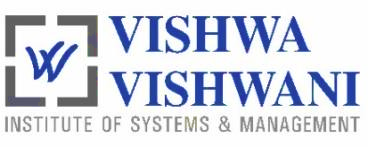 VISHWA
VISHWANI
INSTITUTE OF SYSTEMS & MANAGEMENT